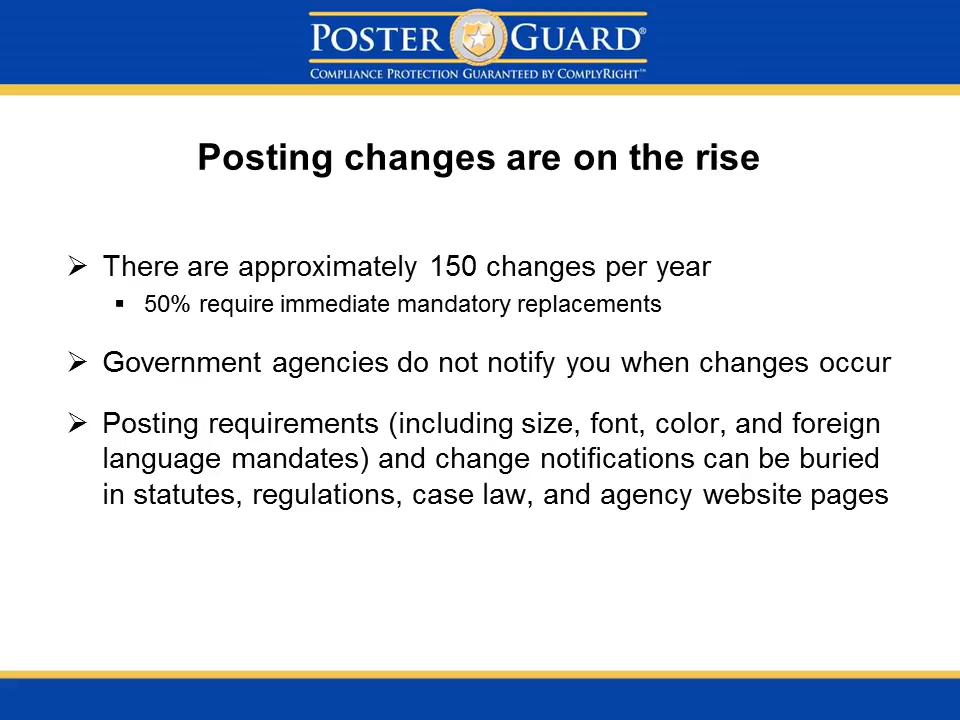 POSTER GUARD®
COMPLIANCE PROTECTION GUARANTEED BY COMPLYRIGHT™
Posting changes are on the rise
There are approximately 150 changes per year
50% require immediate mandatory replacements
Government agencies do not notify you when changes occur
Posting requirements (including size, font, color, and foreign
language mandates) and change notifications can be buried
in statutes, regulations, case law, and agency website pages